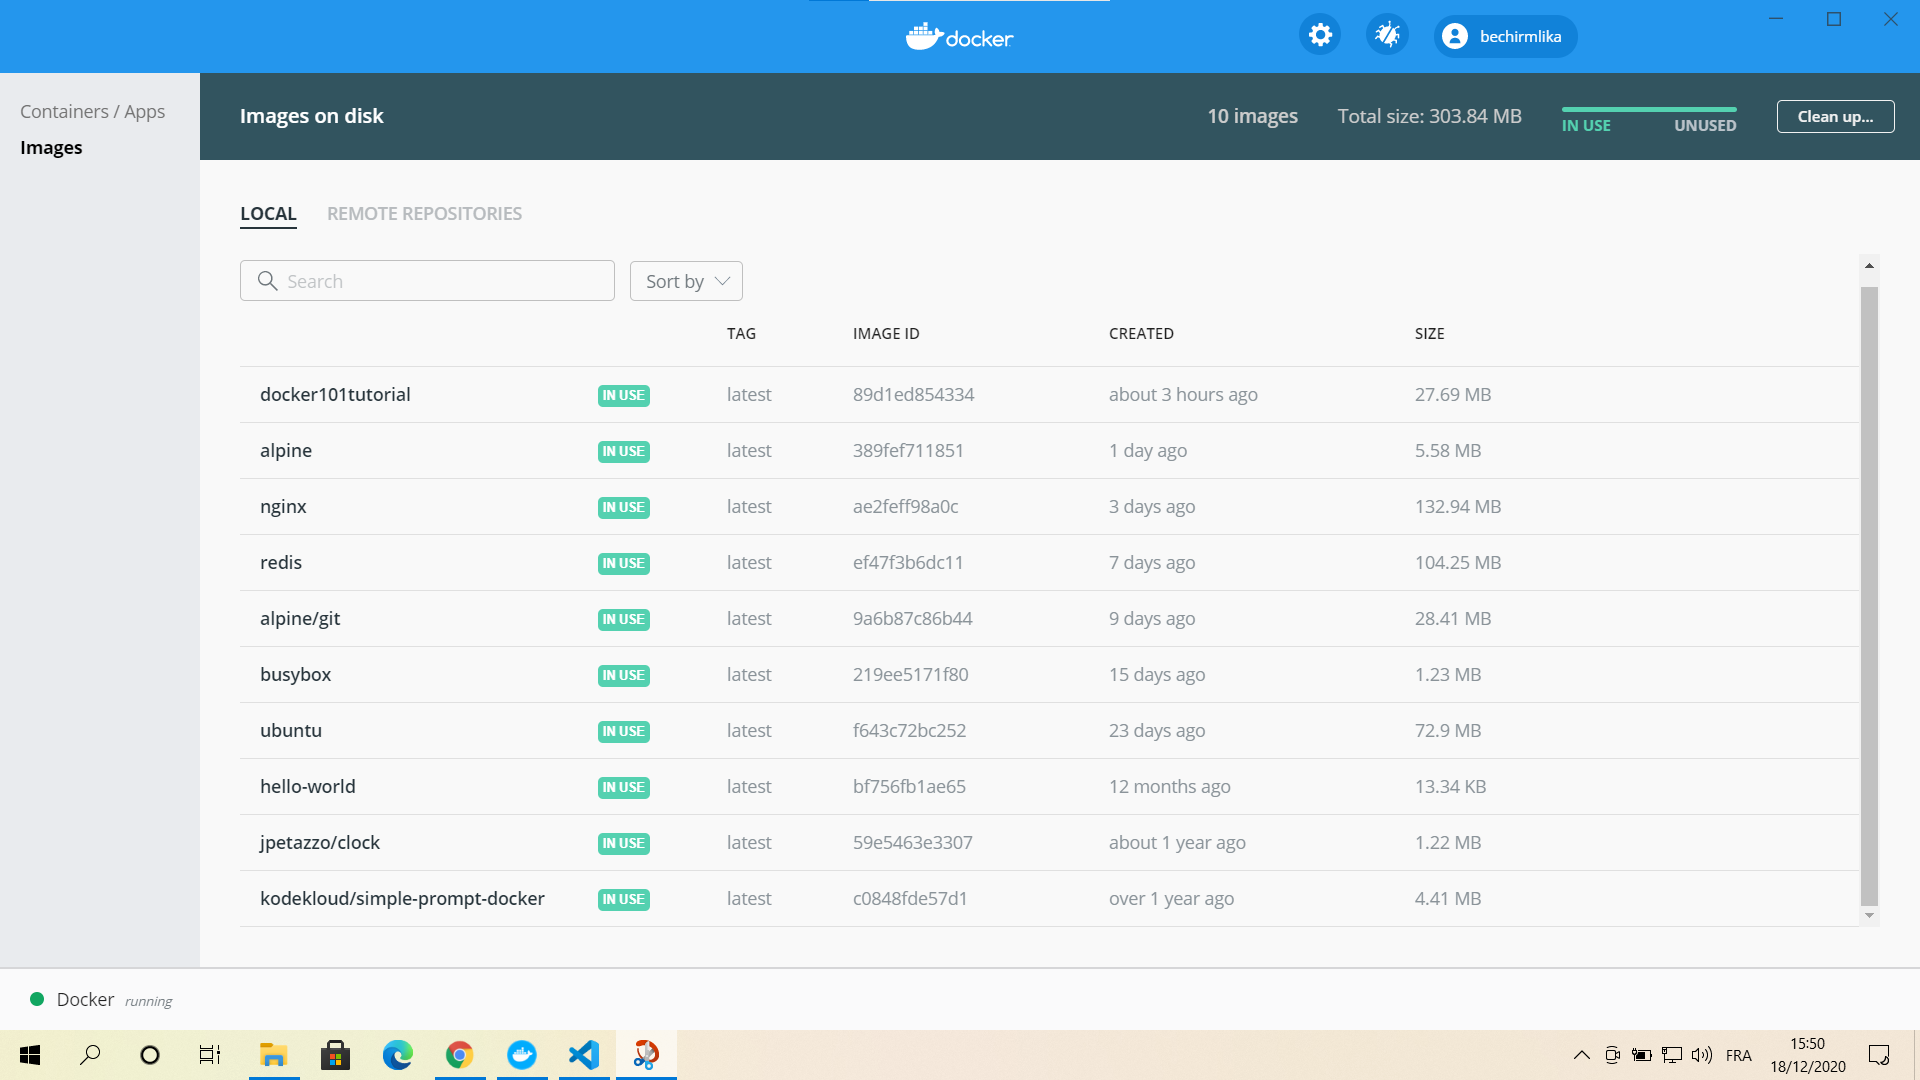 docker
bechirmlika
Containers / Apps
Images
Images on disk
10 images
Total size: 303.84 MB
IN USE UNUSED
Clean up...
LOCAL REMOTE REPOSITORIES
Search
Sort by
TAG IMAGE ID CREATED SIZE
docker101tutorial IN USE latest 89d1ed854334 about 3 hours ago 27.69 MB
alpine IN USE latest 389fef711851 1 day ago 5.58 MB
nginx IN USE latest ae2feff98a0c 3 days ago 132.94 MB
redis IN USE latest ef47f3b6dc11 7 days ago 104.25 MB
alpine/git IN USE latest 9a6b87c86b44 9 days ago 28.41 MB
busybox IN USE latest 219ee5171f80 15 days ago 1.23 MB
ubuntu IN USE latest f643c72bc252 23 days ago 72.9 MB
hello-world IN USE latest bf756fb1ae65 12 months ago 13.34 KB
jpetazzo/clock IN USE latest 59e5463e3307 about 1 year ago 1.22 MB
kodekloud/simple-prompt-docker IN USE latest c0848fde57d1 over 1 year ago 4.41 MB
Docker running
FRA
15:50
18/12/2020